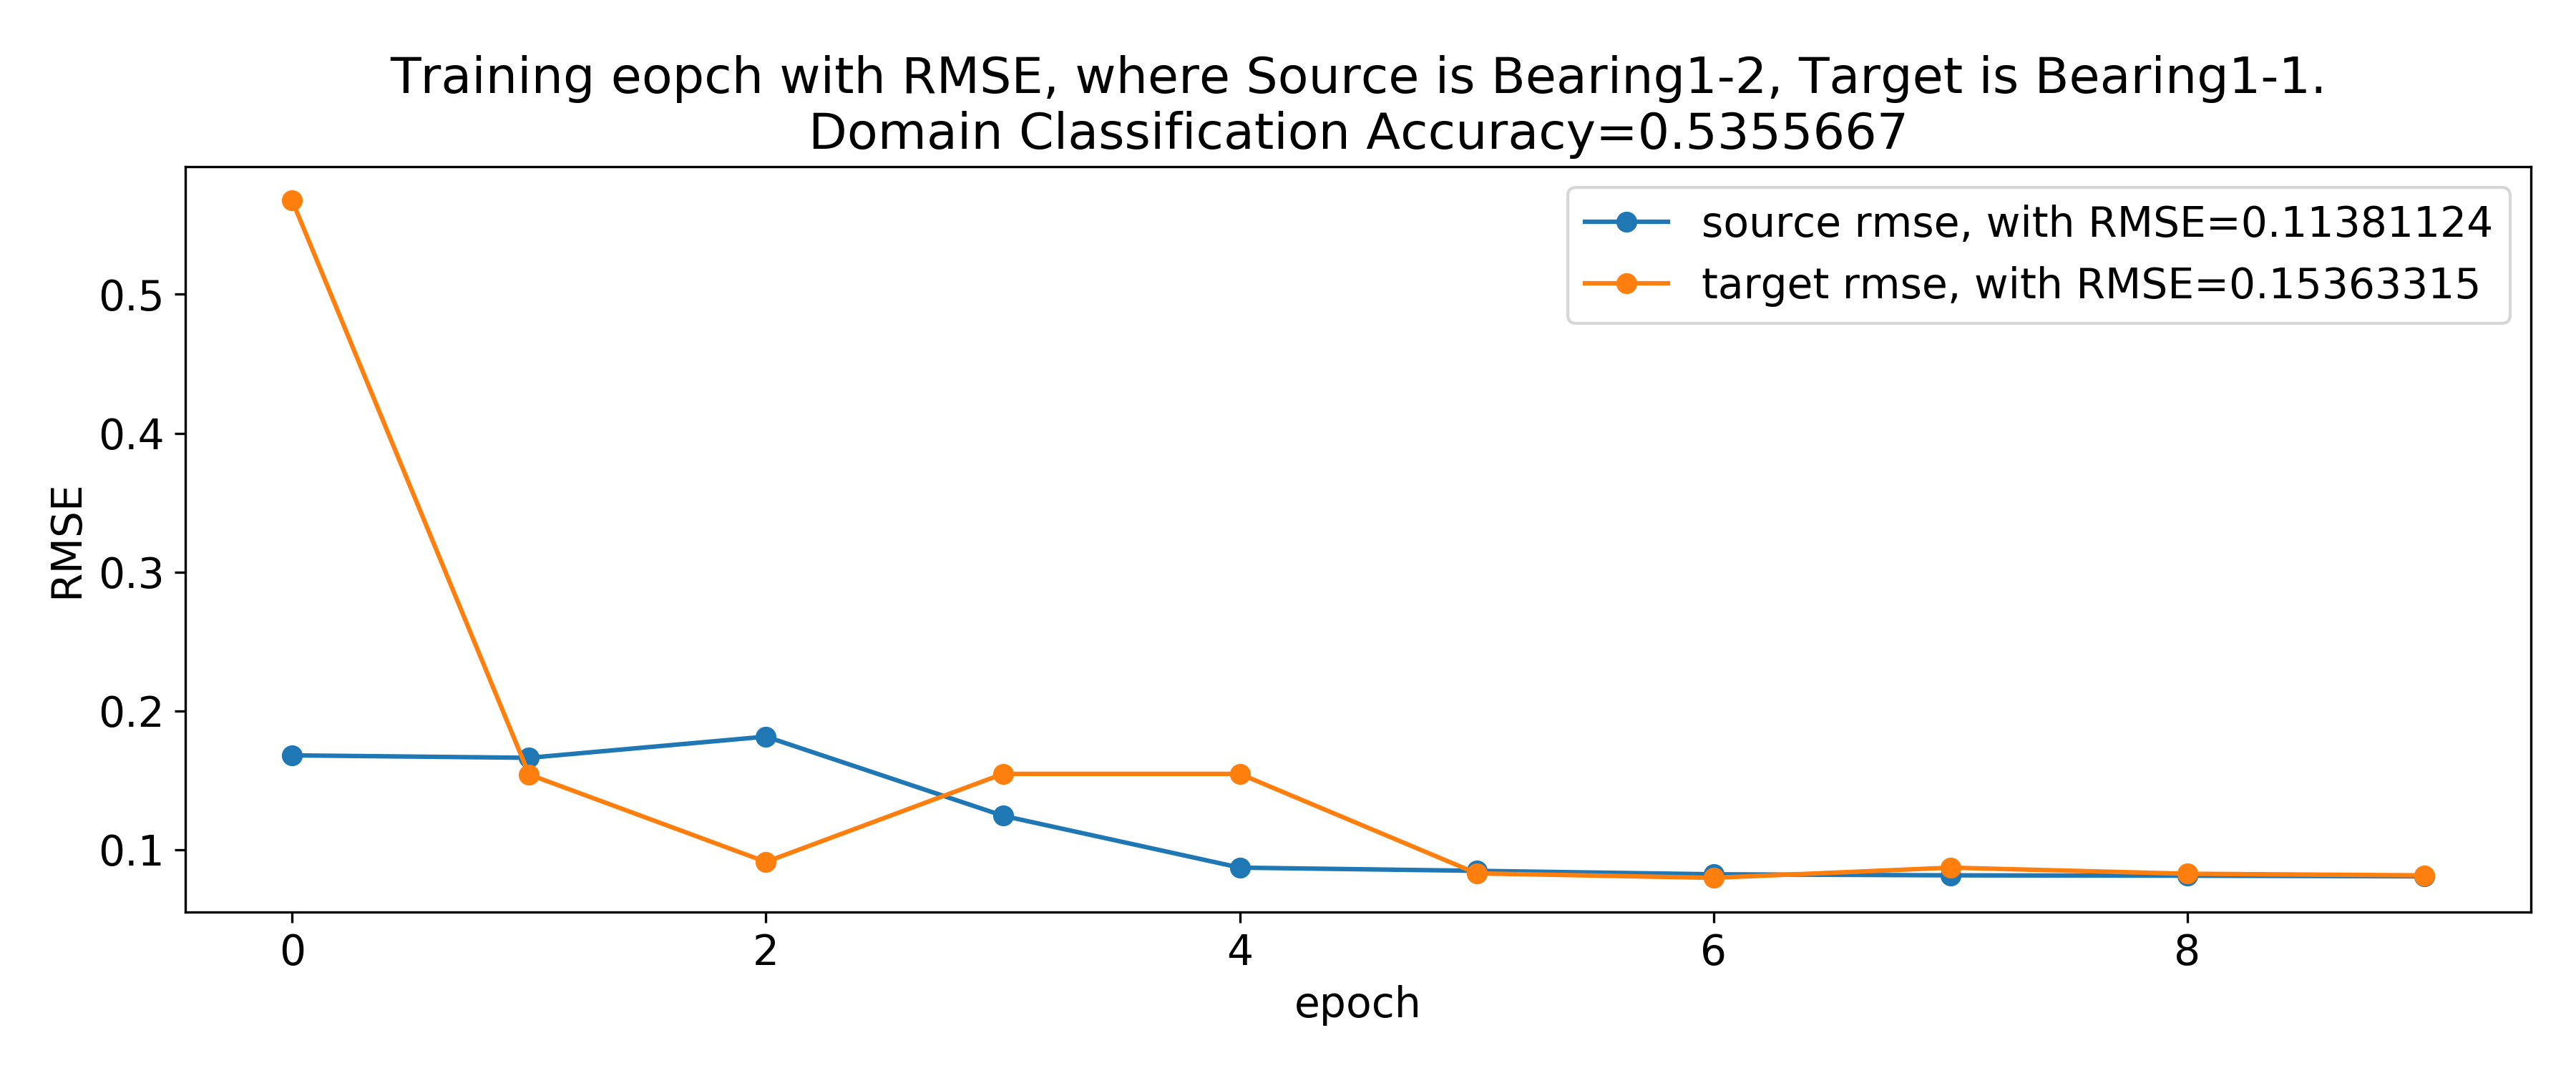 Training eopch with RMSE, where Source is Bearing1-2, Target is Bearing1-1.
Domain Classification Accuracy=0.5355667
source rmse, with RMSE=0.11381124
target rmse, with RMSE=0.15363315
RMSE
0.5
0.4
0.3
0.2
0.1
0 2 4 6 8
epoch